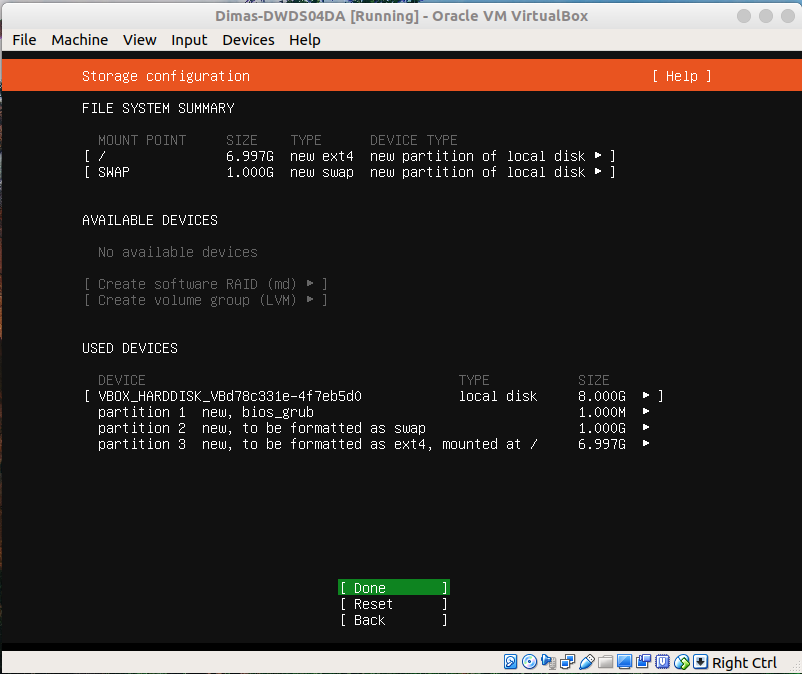 Dimas-DWDS04DA [Running] - Oracle VM VirtualBox
File Machine View Input Devices Help
Storage configuration [ Help ]
FILE SYSTEM SUMMARY
MOUNT POINT SIZE TYPE DEVICE TYPE
[ / 6.997G new ext4 new partition of local disk ▸ ]
[ SWAP 1.000G new swap new partition of local disk ▸ ]
AVAILABLE DEVICES
No available devices
[ Create software RAID (md) ▸ ]
[ Create volume group (LVM) ▸ ]
USED DEVICES
DEVICE TYPE SIZE
[ VBOX_HARDDISK_VBd78c331e-4f7eb5d0 local disk 8.000G ▸ ]
partition 1 new, bios_grub 1.000M ▸
partition 2 new, to be formatted as swap 1.000G ▸
partition 3 new, to be formatted as ext4, mounted at / 6.997G ▸
[ Done ]
[ Reset ]
[ Back ]
Right Ctrl